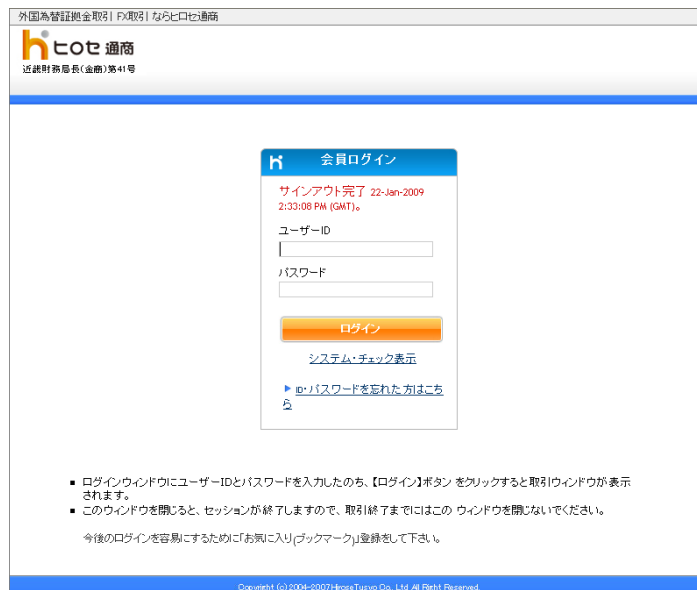 外国為替証拠金取引 FX取引 ならヒロセ通商
ヒロセ通商
近畿財務局長(金商)第41号
会員ログイン
サインアウト完了 22-Jan-2009
2:33:08 PM (GMT)。
ユーザーID
パスワード
ログイン
システム・チェック表示
ID・パスワードを忘れた方はこち
ら
ログインウィンドウにユーザーIDとパスワードを入力したのち、【ログイン】ボタン をクリックすると取引ウィンドウが表示
されます。
このウィンドウを閉じると、セッションが終了しますので、取引終了までにはこの ウィンドウを閉じないでください。
今後のログインを容易にするために「お気に入り(ブックマーク)」登録をして下さい。
Copyright (c) 2004-2007 HiroseTusyo Co., Ltd All Right Reserved.